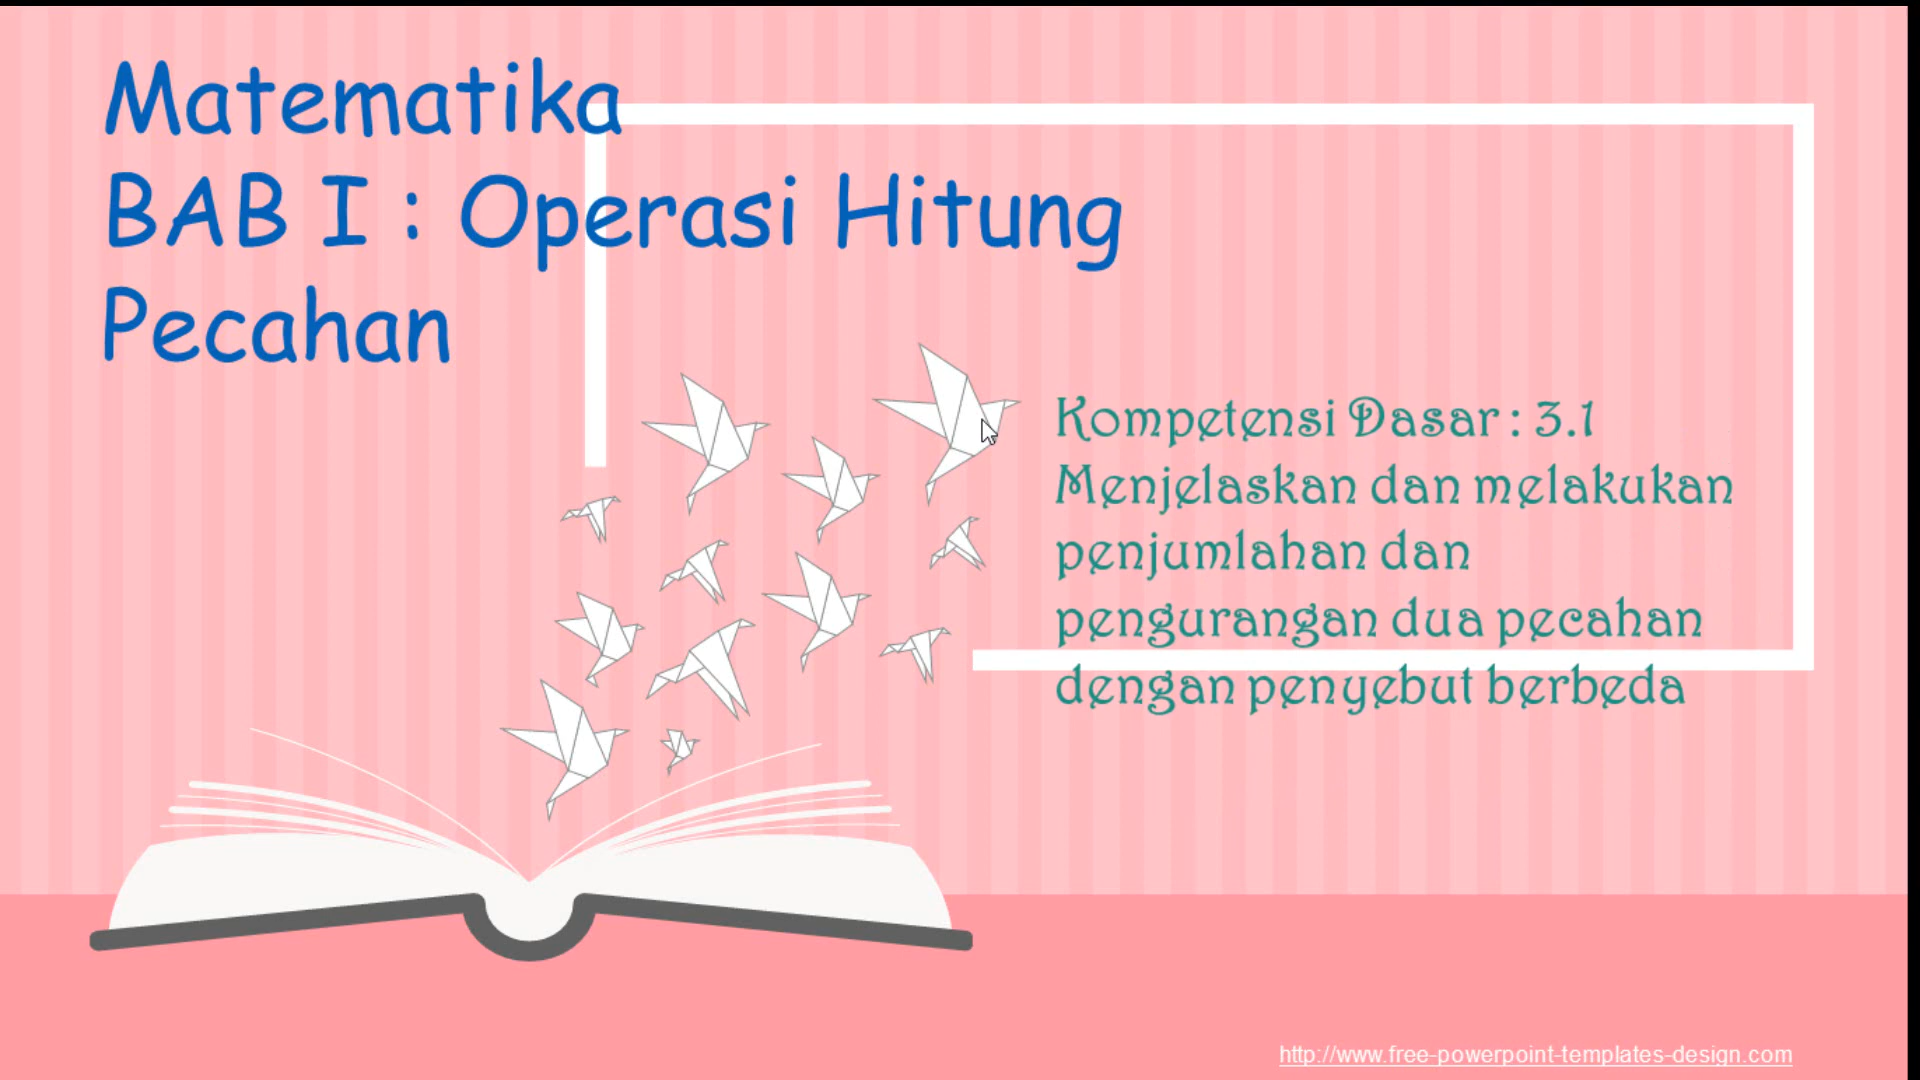 Matematika
BAB I : Operasi Hitung
Pecahan
Kompetensi Dasar : 3.1
Menjelaskan dan melakukan
penjumlahan dan
pengurangan dua pecahan
dengan penyebut berbeda
http://www.free-powerpoint-templates-design.com